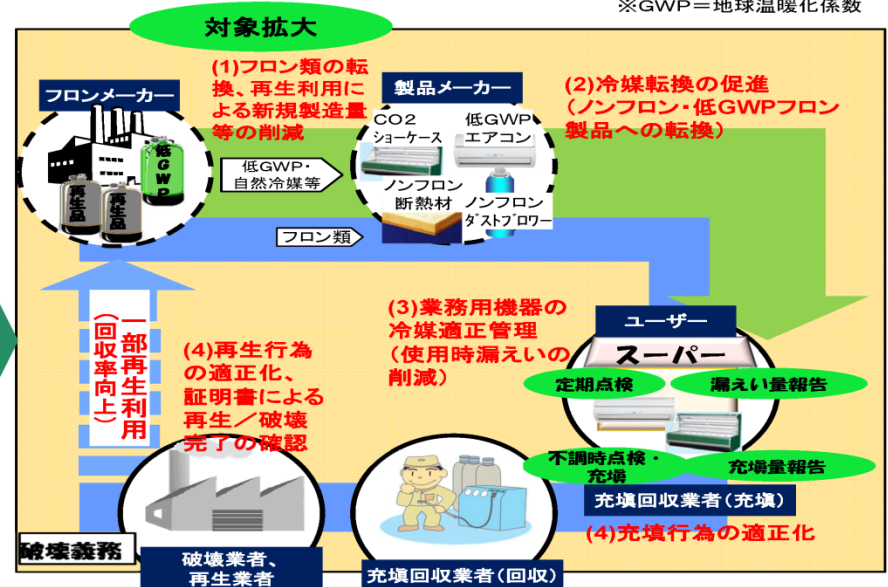 ※GWP＝地球温暖化係数
対象拡大
フロンメーカー
(1)フロン類の転
換、再生利用に
よる新規製造量
等の削減
製品メーカー
(2)冷媒転換の促進
(ノンフロン・低GWPフロン
製品への転換)
低GWP
再生品
再生品
低GWP・
自然冷媒等
CO2
ショーケース
低GWP
エアコン
ノンフロン
断熱材
ノンフロン
ダストブロワー
フロン類
一部再生利用
(回収率向上)
(4)再生行為
の適正化、
証明書による
再生／破壊
完了の確認
(3)業務用機器の
冷媒適正管理
(使用時漏えいの
削減)
ユーザー
スーパー
定期点検
漏えい量報告
不調時点検・
充塡
充塡量報告
充塡回収業者(充塡)
(4)充塡行為の適正化
破壊義務
破壊業者、
再生業者
充塡回収業者(回収)